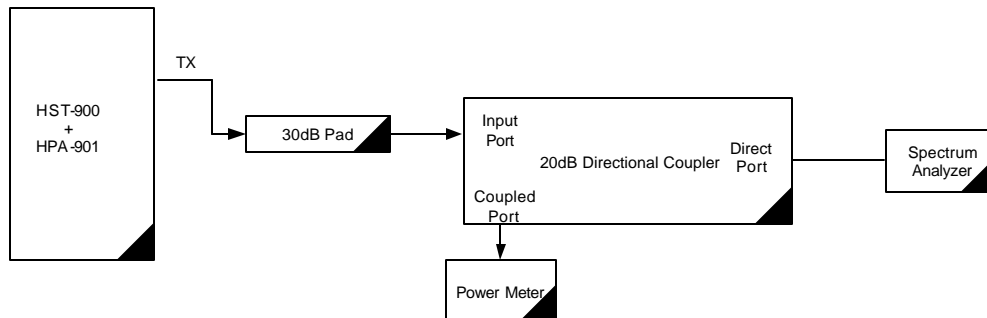 TX
HST-900
+
HPA-901
30dB Pad
Input
Port
20dB Directional Coupler
Direct
Port
Coupled
Port
Spectrum
Analyzer
Power Meter